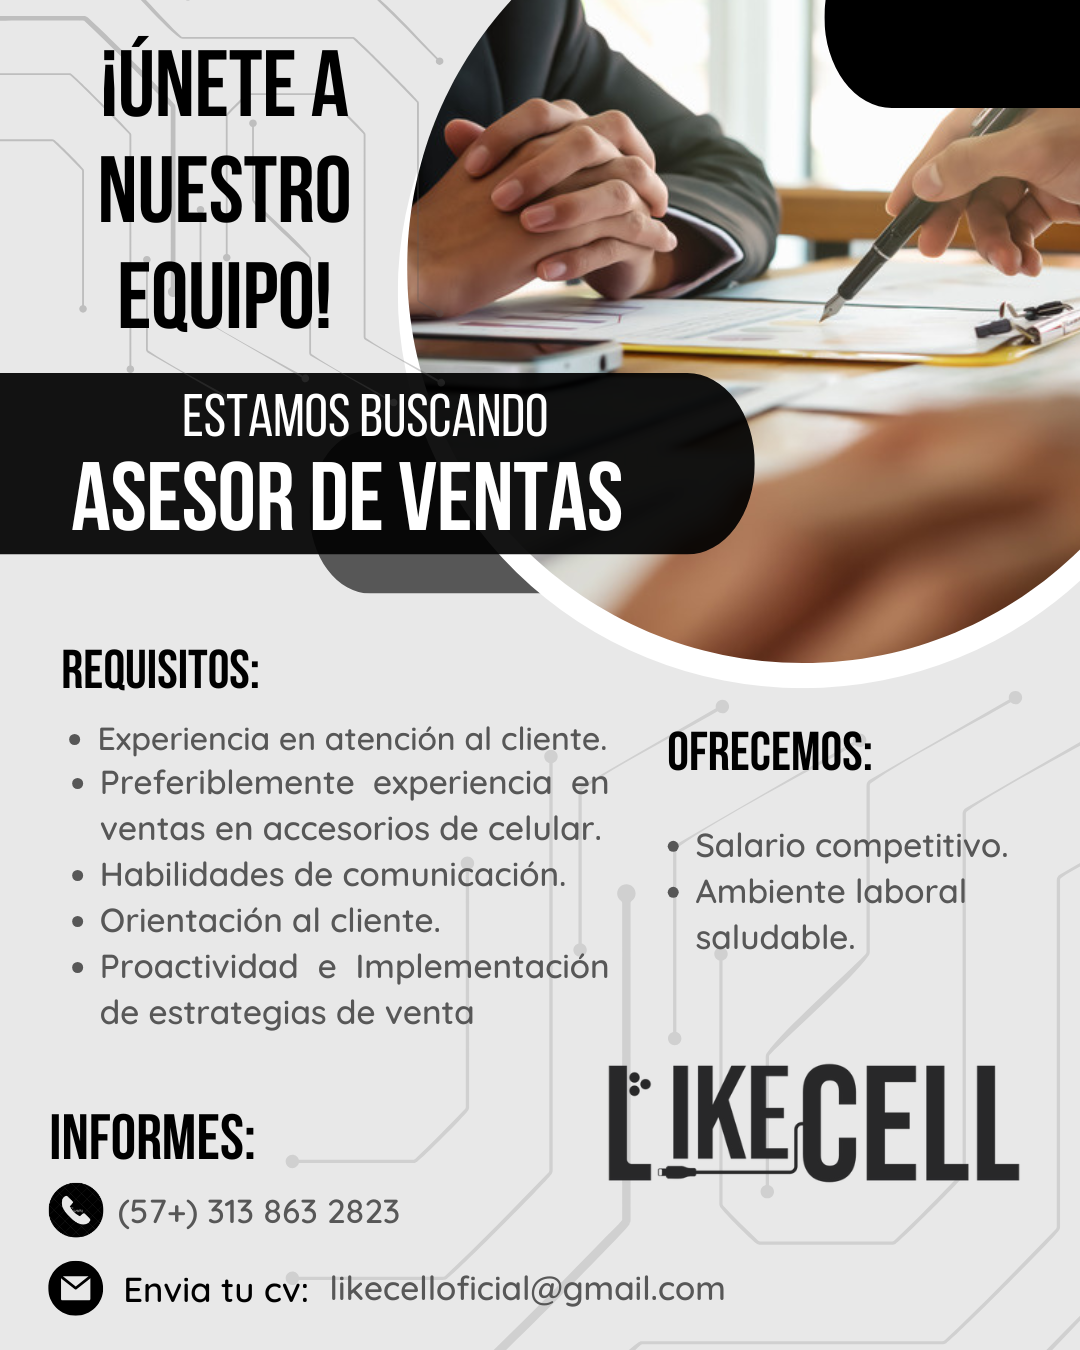 ¡ÚNETE A
NUESTRO
EQUIPO!
ESTAMOS BUSCANDO
ASESOR DE VENTAS
REQUISITOS:
• Experiencia en atención al cliente.
• Preferiblemente experiencia en
ventas en accesorios de celular.
• Habilidades de comunicación.
• Orientación al cliente.
• Proactividad e Implementación
de estrategias de venta
OFRECEMOS:
• Salario competitivo.
• Ambiente laboral
saludable.
LIKECELL
INFORMES:
(57+) 313 863 2823
Envia tu cv: likecelloficial@gmail.com